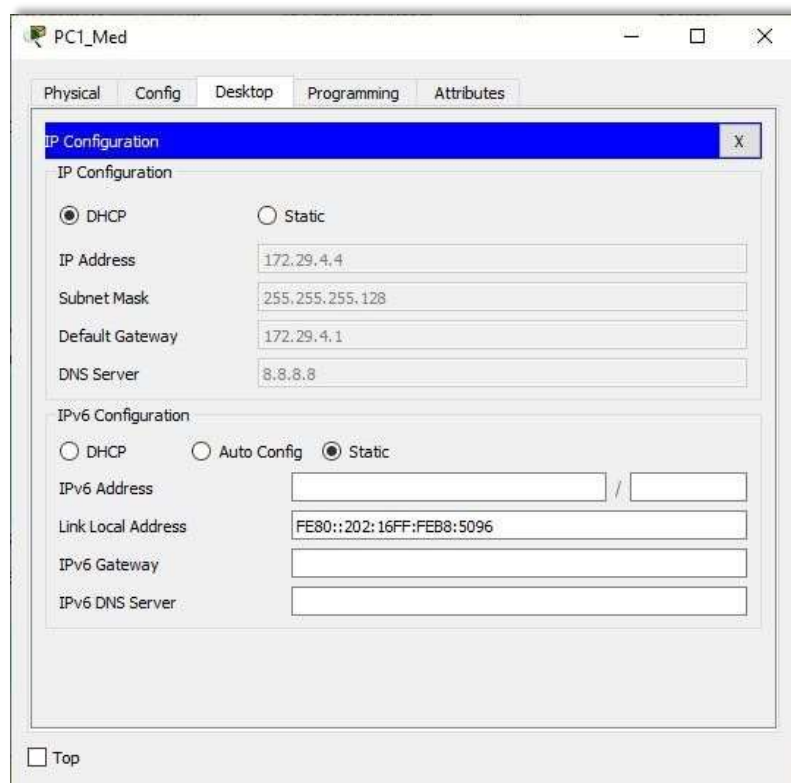 PC1_Med
Physical Config Desktop Programming Attributes
IP Configuration X
IP Configuration
DHCP Static
IP Address 172.29.4.4
Subnet Mask 255.255.255.128
Default Gateway 172.29.4.1
DNS Server 8.8.8.8
IPv6 Configuration
DHCP Auto Config Static
IPv6 Address /
Link Local Address FE80::202:16FF:FEB8:5096
IPv6 Gateway
IPv6 DNS Server
Top